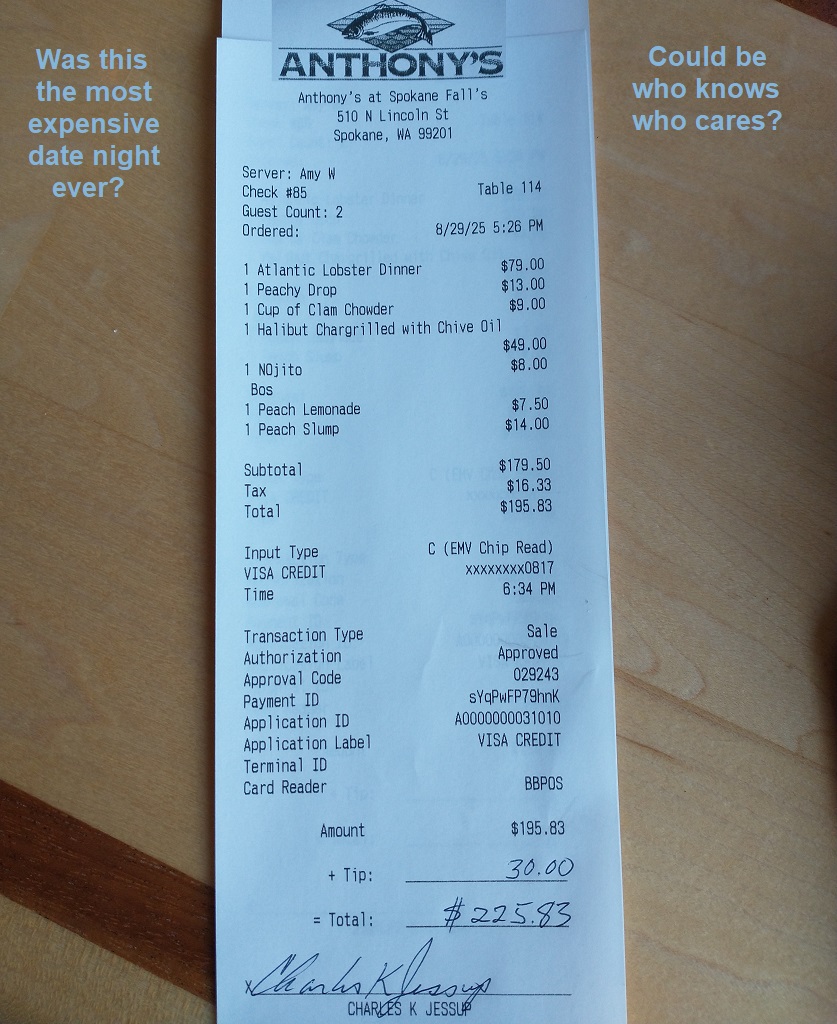 Was this
the most
expensive
date night
ever?
Could be
who knows
who cares?
ANTHONY'S
Anthony's at Spokane Fall's
510 N Lincoln St
Spokane, WA 99201
Server: Amy W
Check #85 Table 114
Guest Count: 2
Ordered: 8/29/25 5:26 PM
1 Atlantic Lobster Dinner $79.00
1 Peachy Drop $13.00
1 Cup of Clam Chowder $9.00
1 Halibut Chargrilled with Chive Oil
$49.00
1 NOjito $8.00
Bos
1 Peach Lemonade $7.50
1 Peach Slump $14.00
Subtotal $179.50
Tax $16.33
Total $195.83
Input Type C (EMV Chip Read)
VISA CREDIT xxxxxxxx0817
Time 6:34 PM
Transaction Type Sale
Authorization Approved
Approval Code 029243
Payment ID sYqPwFP79hnK
Application ID A0000000031010
Application Label VISA CREDIT
Terminal ID
Card Reader BBPOS
Amount $195.83
+ Tip: 30.00
= Total: $225.83
x Charles K Jessup
CHARLES K JESSUP